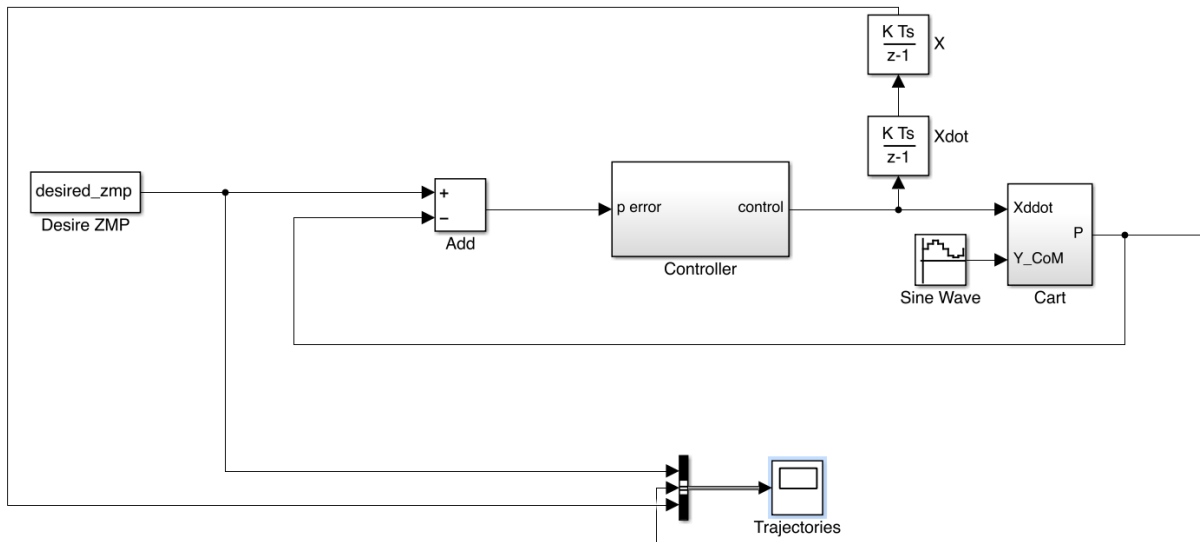 K Ts
z-1
X
K Ts
z-1
Xdot
desired_zmp
Desire ZMP
+
−
Add
p error
control
Controller
Sine Wave
Xddot
Y_CoM
P
Cart
Trajectories